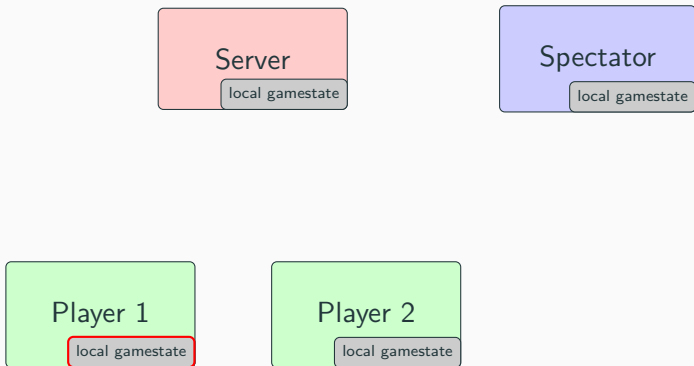 Server
local gamestate
Spectator
local gamestate
Player 1
local gamestate
Player 2
local gamestate